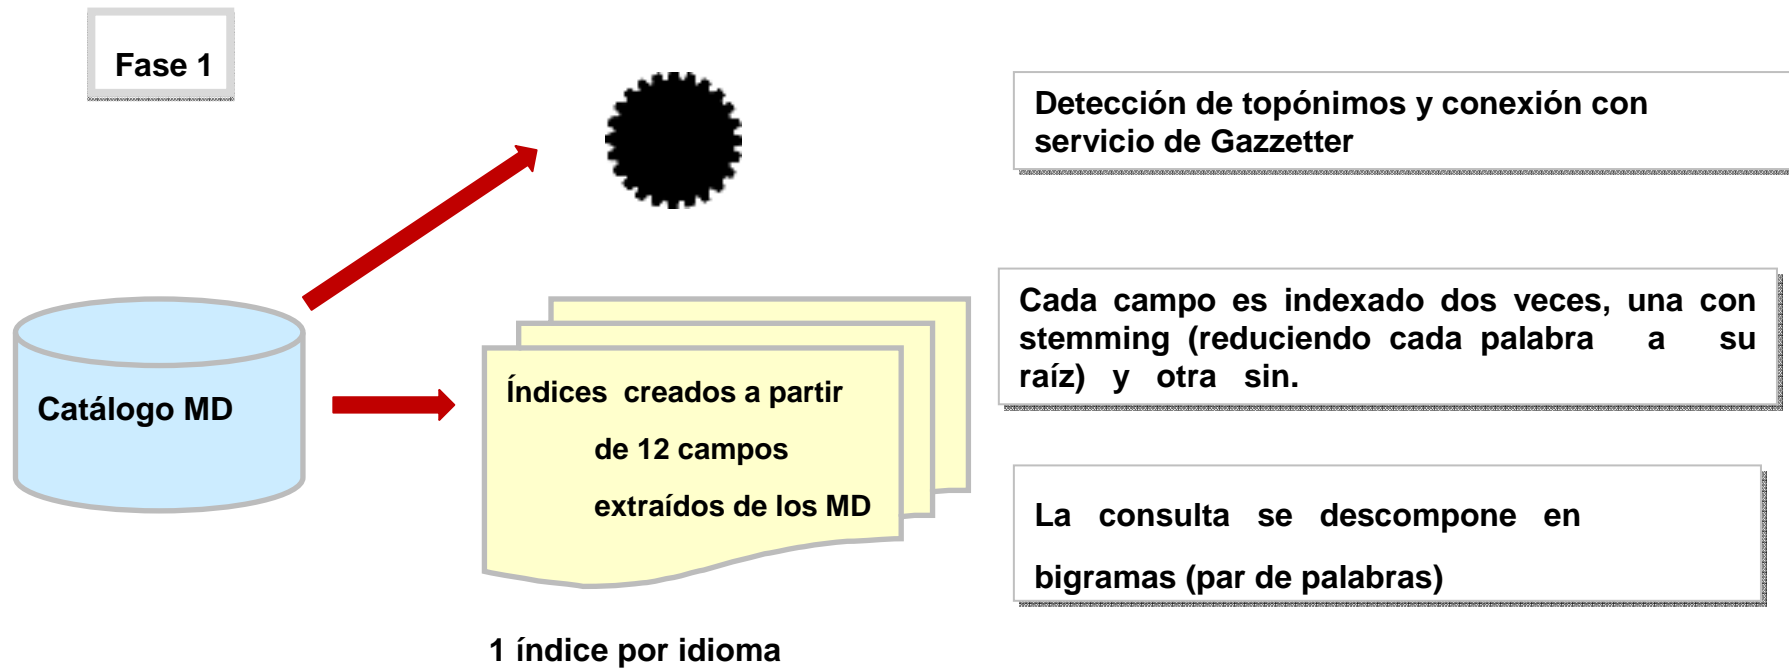 Fase 1
Detección de topónimos y conexión con
servicio de Gazzetter
Cada campo es indexado dos veces, una con
stemming (reduciendo cada palabra a su
raíz) y otra sin.
Catálogo MD
Índices creados a partir
de 12 campos
extraídos de los MD
La consulta se descompone en
bigramas (par de palabras)
1 índice por idioma